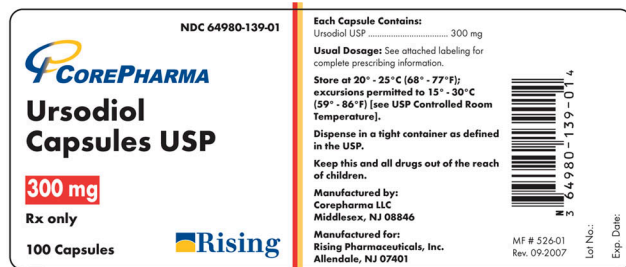 NDC 64980-139-01
COREPHARMA
Ursodiol
Capsules USP
300 mg
Rx only
100 Capsules
Rising
Each Capsule Contains:
Ursodiol USP .................................. 300 mg
Usual Dosage: See attached labeling for
complete prescribing information.
Store at 20° - 25°C (68° - 77°F);
excursions permitted to 15° - 30°C
(59° - 86°F) [see USP Controlled Room
Temperature].
Dispense in a tight container as defined
in the USP.
Keep this and all drugs out of the reach
of children.
Manufactured by:
Corepharma LLC
Middlesex, NJ 08846
Manufactured for:
Rising Pharmaceuticals, Inc.
Allendale, NJ 07401
N
3 64980-139-01 4
MF # 526-01
Rev. 09-2007
Lot No.:
Exp. Date: